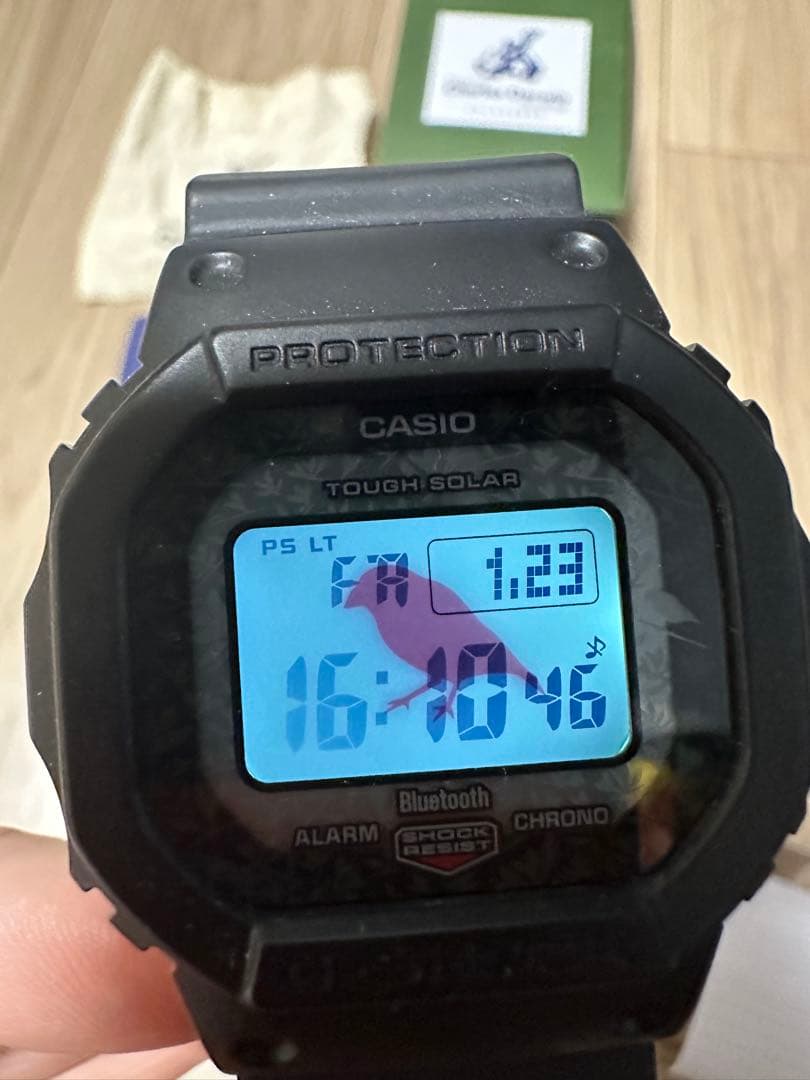 PROTECTION
CASIO
TOUGH SOLAR
PS LT
FR 1.23
16:10 46
Bluetooth
ALARM SHOCK RESIST CHRONO